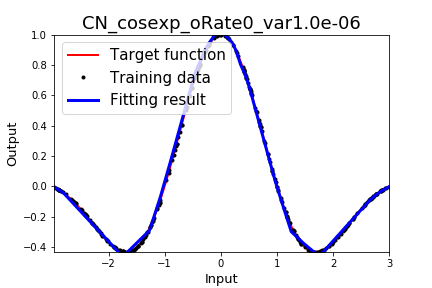 CN_cosexp_oRate0_var1.0e-06
Target function
Training data
Fitting result
1.0
0.8
0.6
0.4
0.2
0.0
−0.2
−0.4
Output
−2
−1
0
1
2
3
Input